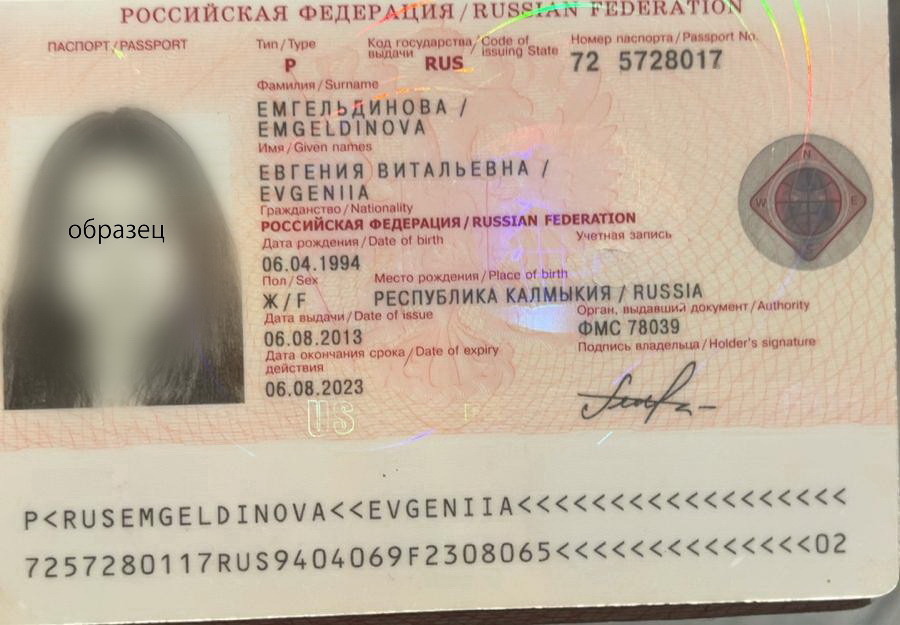 РОССИЙСКАЯ ФЕДЕРАЦИЯ / RUSSIAN FEDERATION
ПАСПОРТ / PASSPORT
Тип / Type
P
Код государства / Code of
выдачи issuing State
RUS
Номер паспорта / Passport No.
72 5728017
Фамилия / Surname
ЕМГЕЛЬДИНОВА /
EMGELDINOVA
Имя / Given names
ЕВГЕНИЯ ВИТАЛЬЕВНА /
EVGENIIA
Гражданство / Nationality
РОССИЙСКАЯ ФЕДЕРАЦИЯ / RUSSIAN FEDERATION
Дата рождения / Date of birth
Учетная запись
06.04.1994
Пол / Sex
Место рождения / Place of birth
Ж / F
РЕСПУБЛИКА КАЛМЫКИЯ / RUSSIA
Дата выдачи / Date of issue
Орган, выдавший документ / Authority
06.08.2013
ФМС 78039
Дата окончания срока / Date of expiry
действия
Подпись владельца / Holder's signature
06.08.2023
образец
N
W
E
S
US
P<RUSEMGELDINOVA<<EVGENIIA<<<<<<<<<<<<<<<<<<
7257280117RUS9404069F2308065<<<<<<<<<<<<<<02